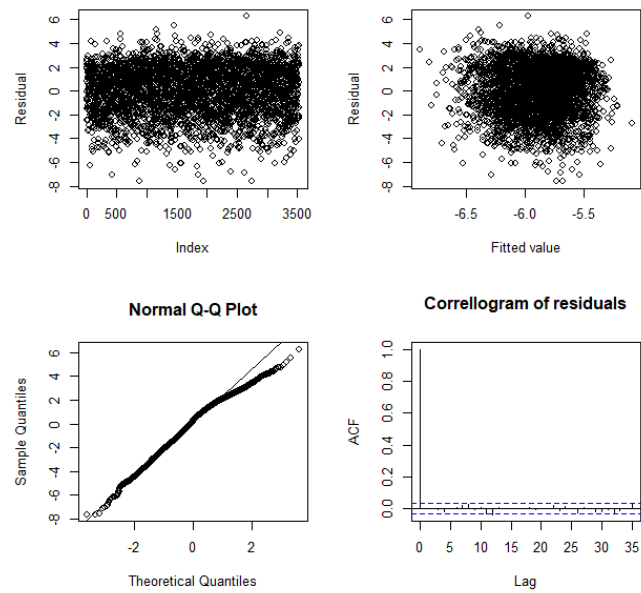 Residual
6
4
2
0
-2
-4
-6
-8
0 500 1500 2500 3500
Index
Residual
6
4
2
0
-2
-4
-6
-8
-6.5 -6.0 -5.5
Fitted value
Normal Q-Q Plot
Sample Quantiles
6
4
2
0
-2
-4
-6
-8
-2 0 2
Theoretical Quantiles
Correllogram of residuals
ACF
1.0
0.8
0.6
0.4
0.2
0.0
0 5 10 15 20 25 30 35
Lag